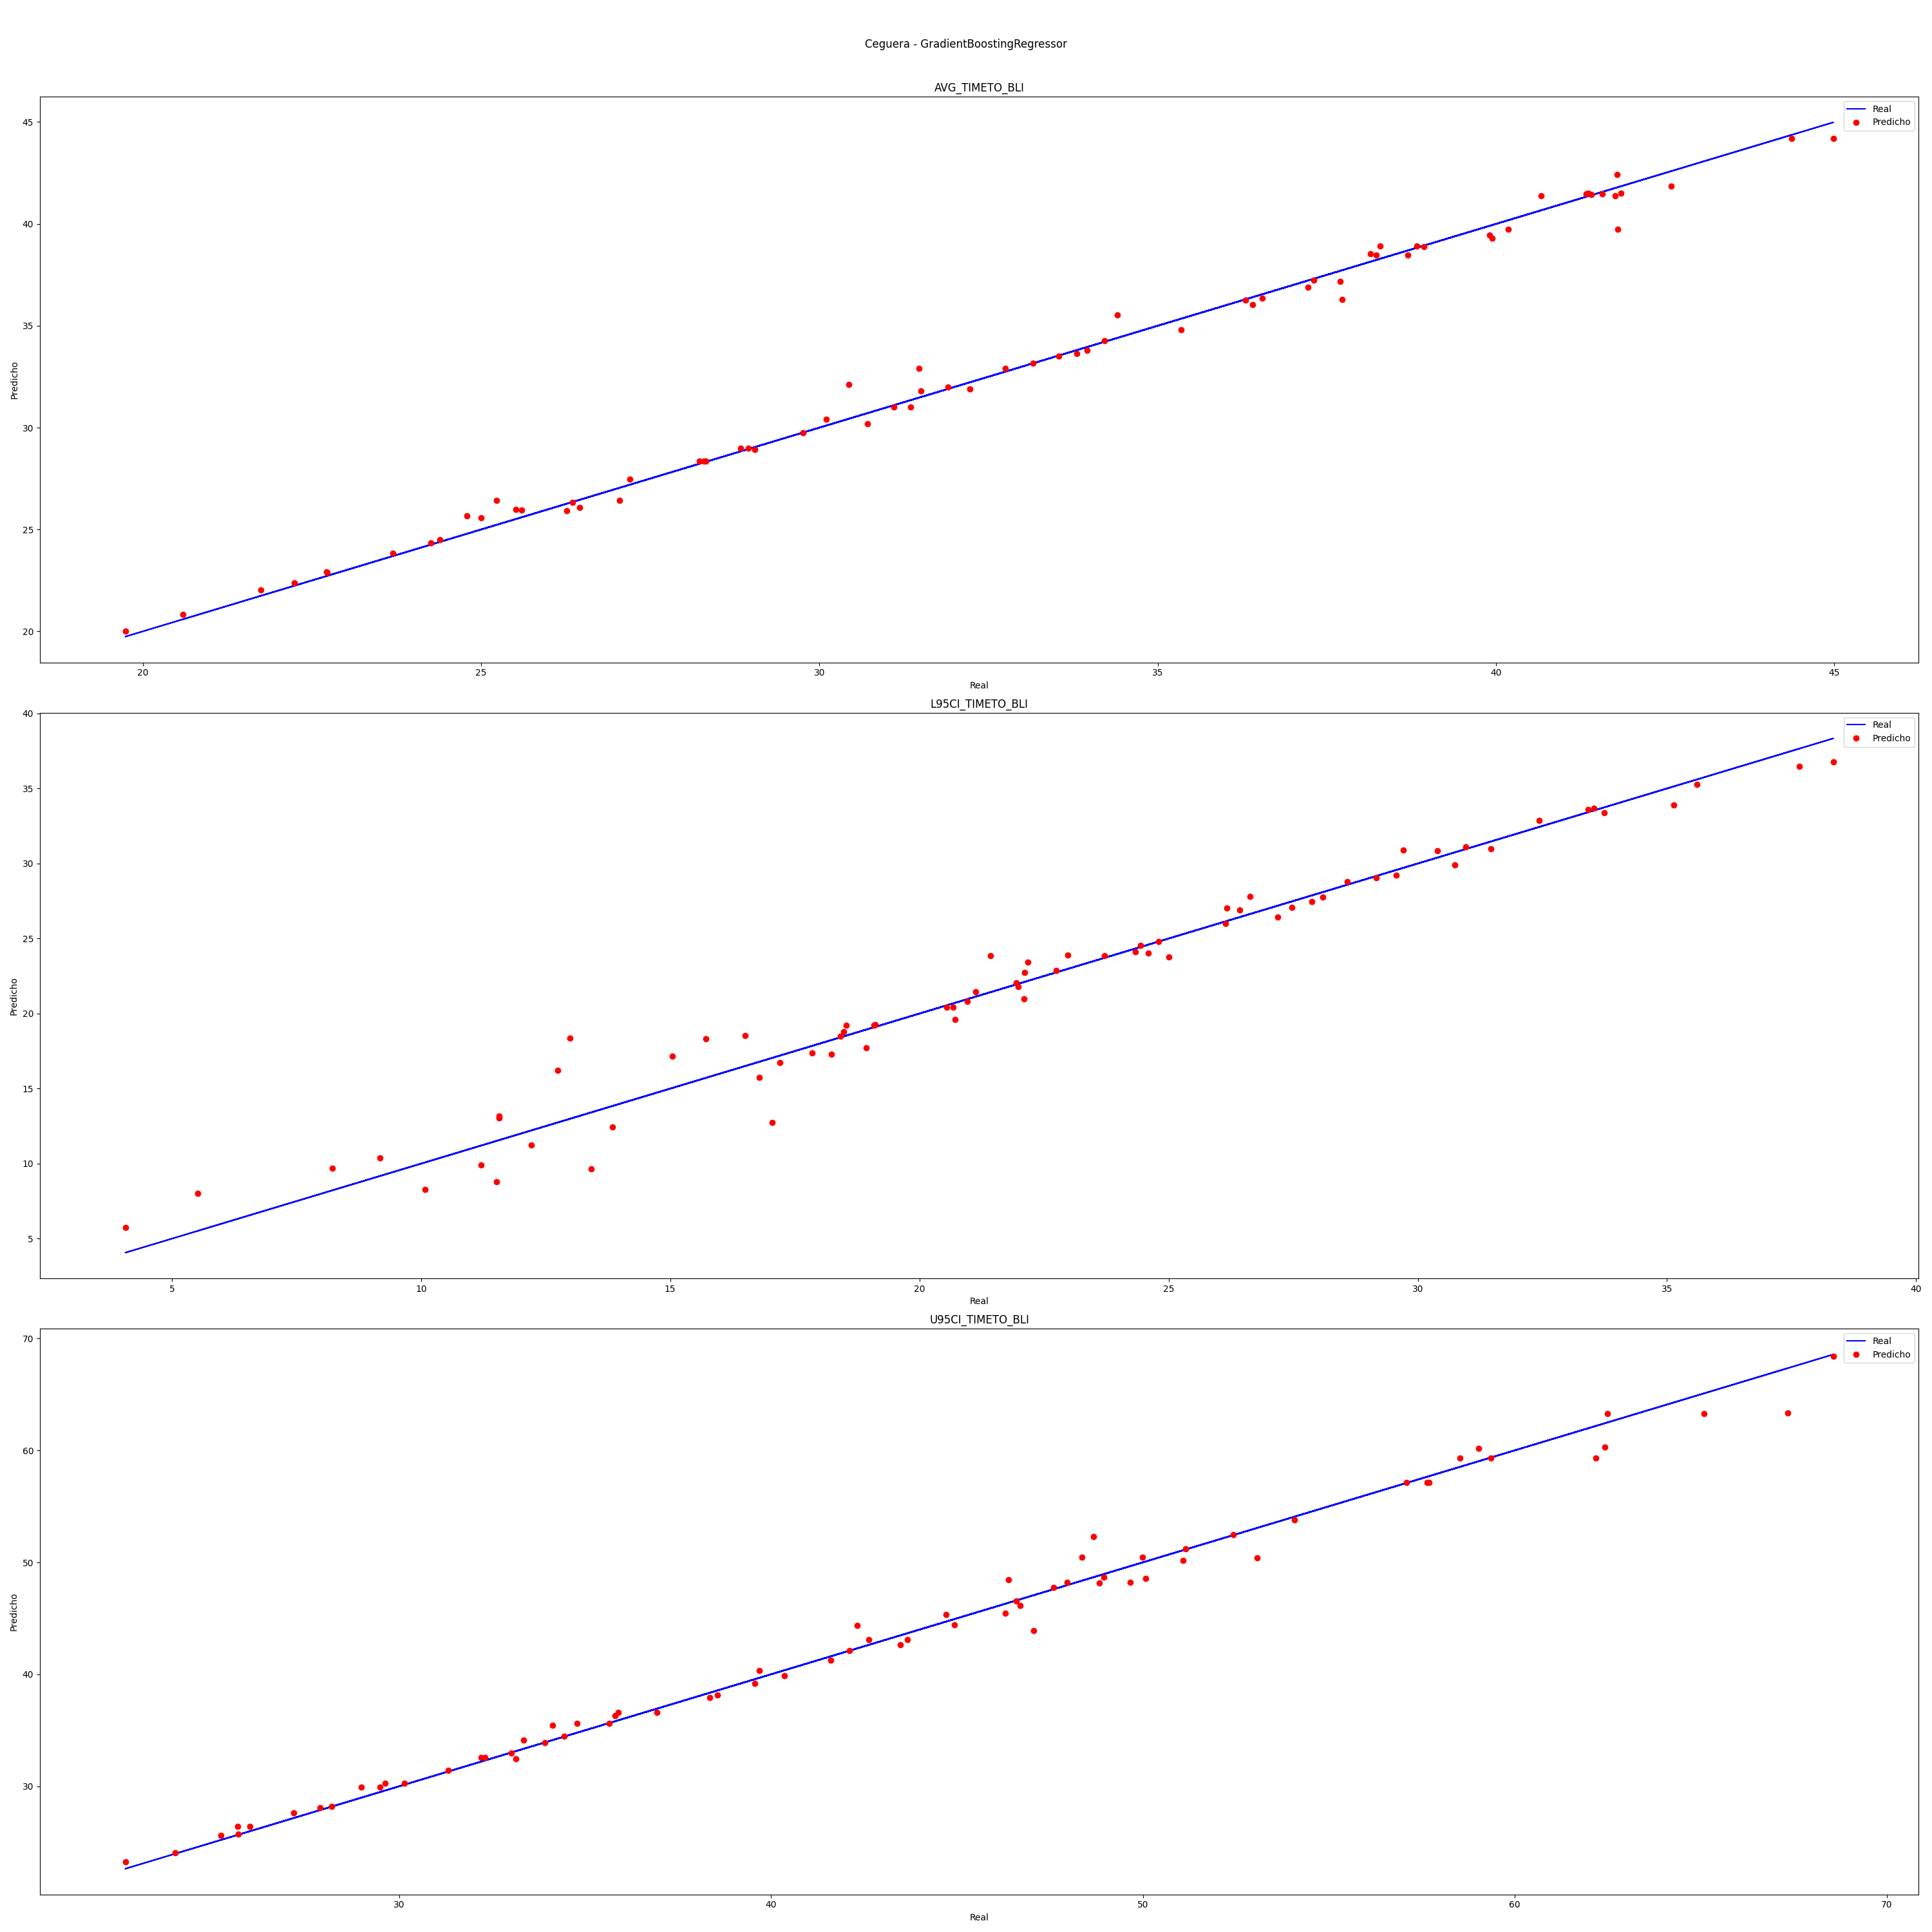 Ceguera - GradientBoostingRegressor
AVG_TIMETO_BLI
Real
Predicho
45
40
35
30
25
20
Predicho
20 25 30 35 40 45
Real
L95CI_TIMETO_BLI
Real
Predicho
40
35
30
25
20
15
10
5
Predicho
5 10 15 20 25 30 35 40
Real
U95CI_TIMETO_BLI
Real
Predicho
70
60
50
40
30
Predicho
30 40 50 60 70
Real